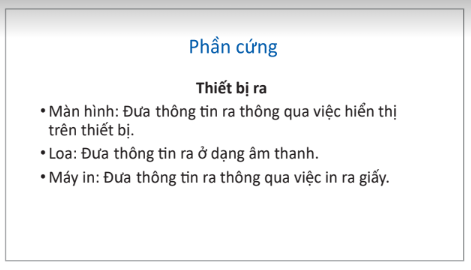 Phần cứng
Thiết bị ra
• Màn hình: Đưa thông tin ra thông qua việc hiển thị
trên thiết bị.
• Loa: Đưa thông tin ra ở dạng âm thanh.
• Máy in: Đưa thông tin ra thông qua việc in ra giấy.